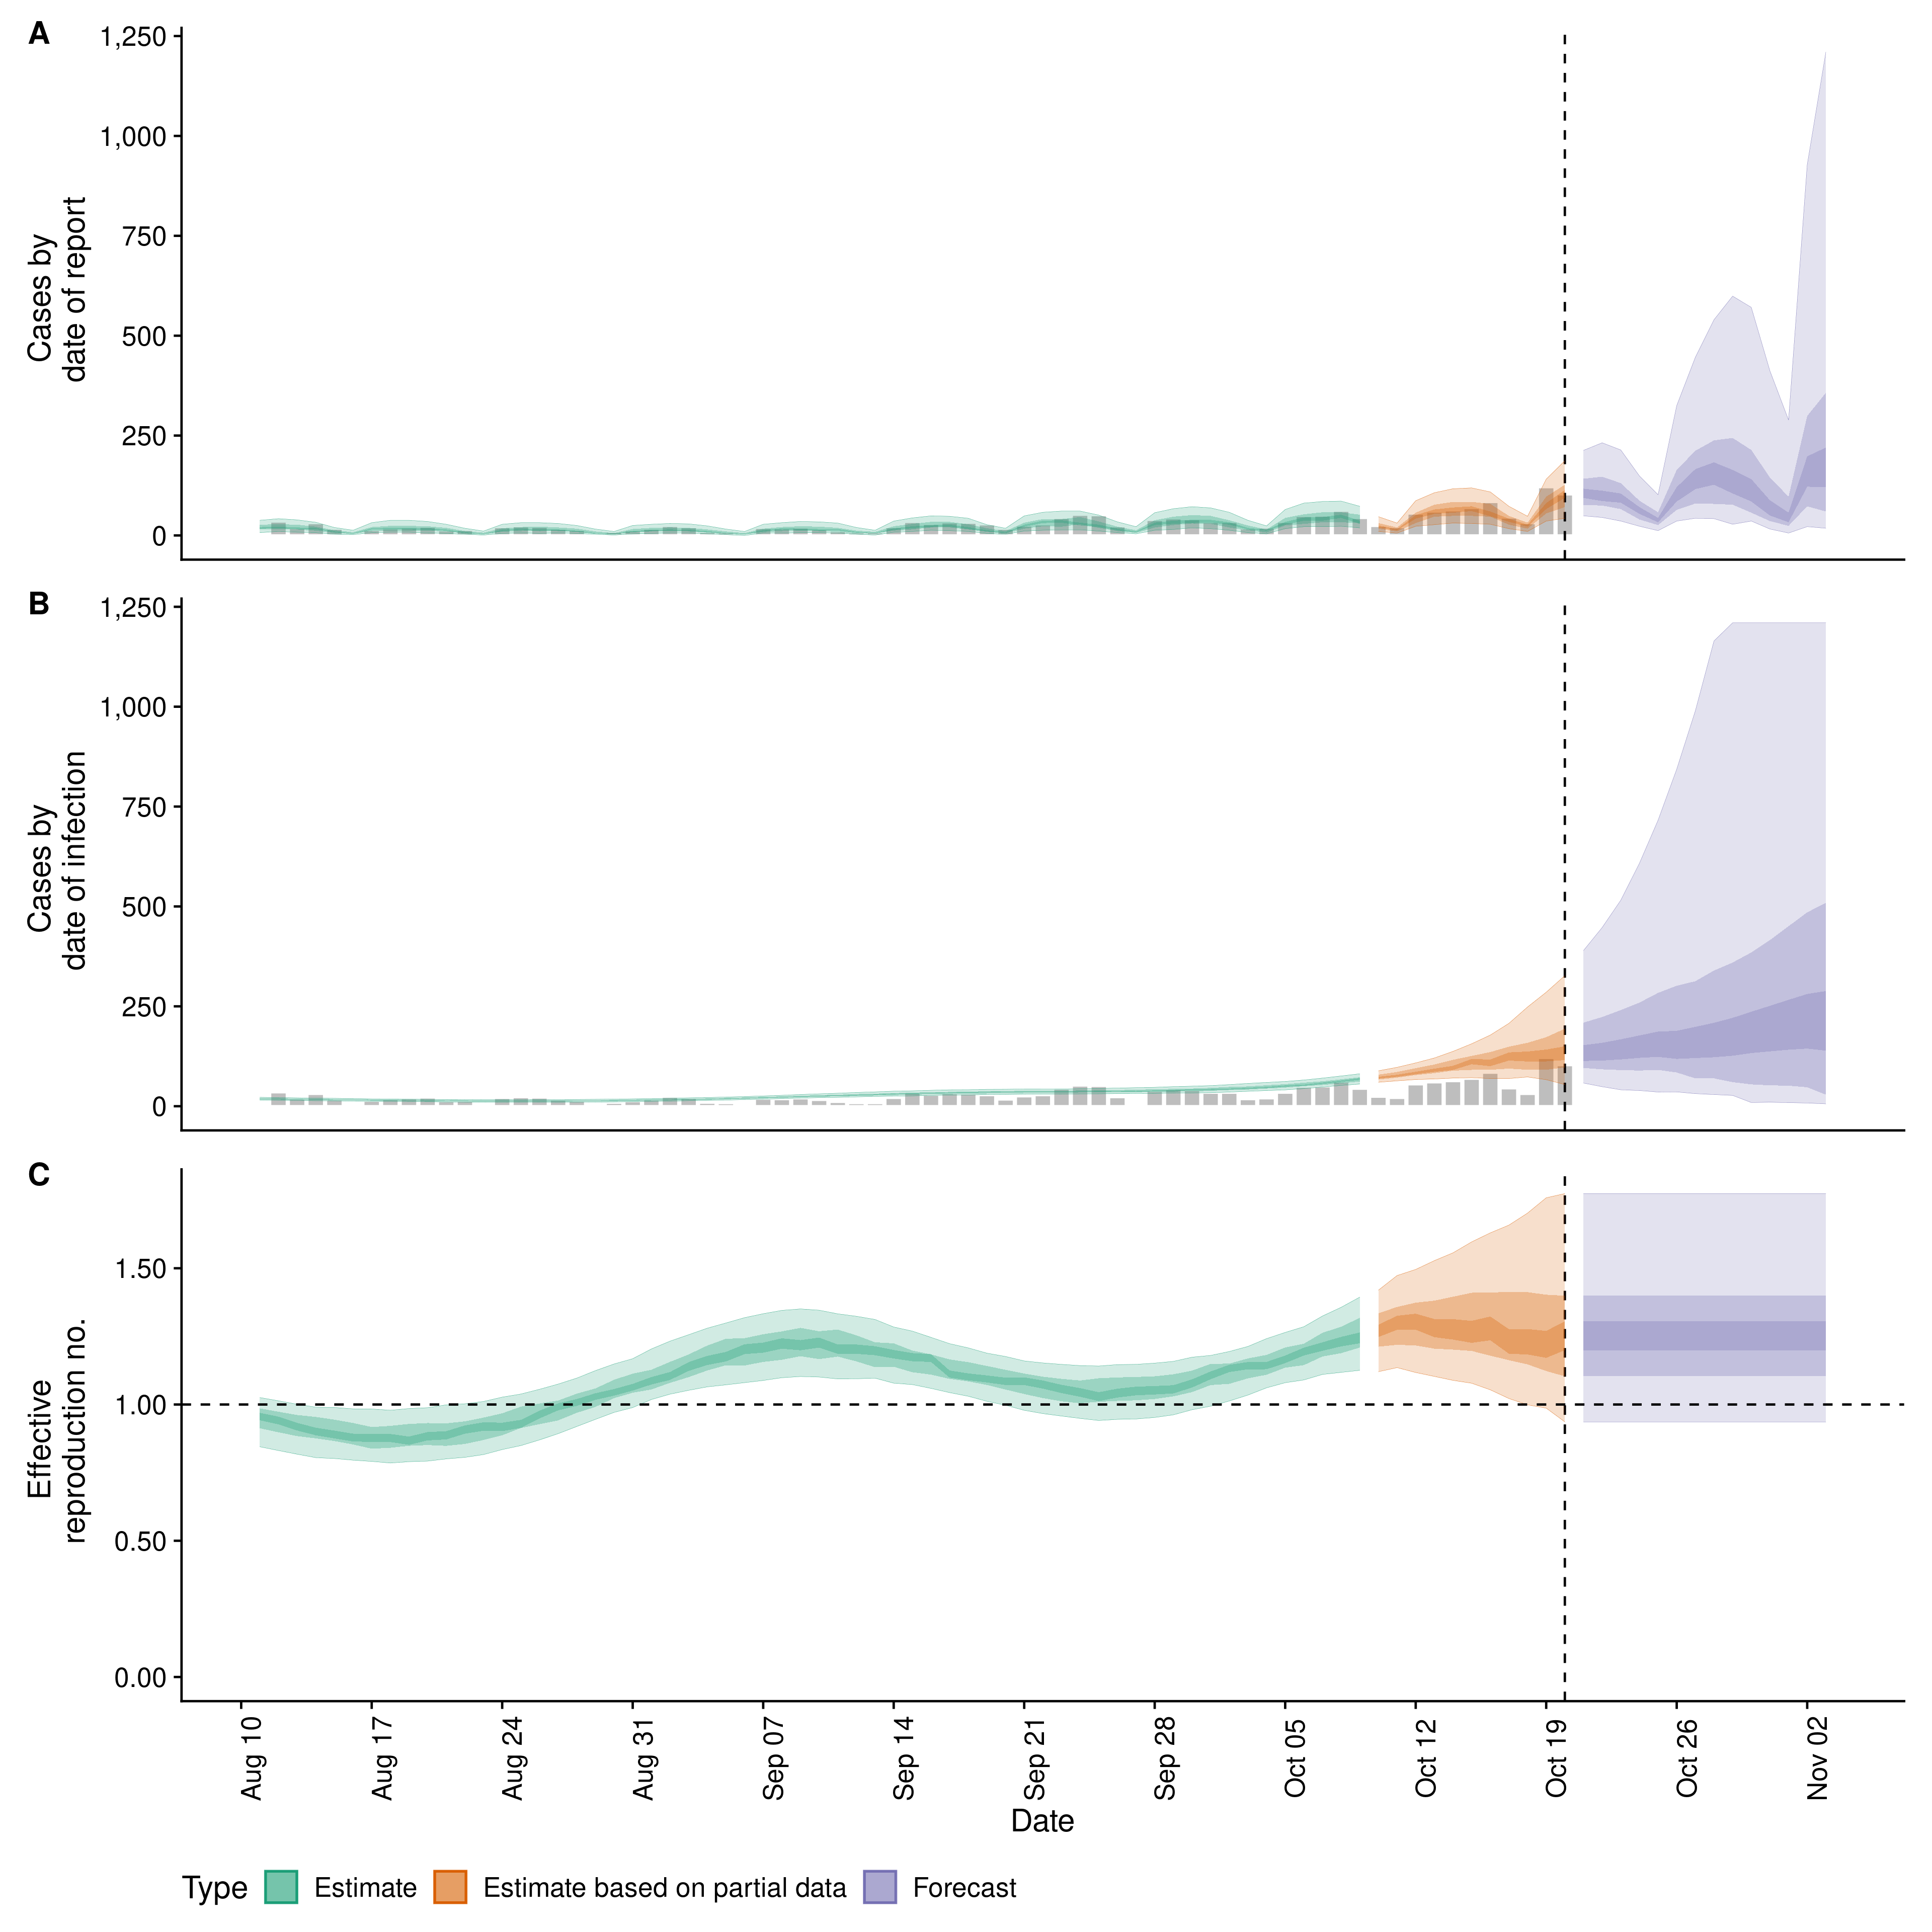 A
1,250
1,000
750
500
250
0
Cases by
date of report
B
1,250
1,000
750
500
250
0
Cases by
date of infection
C
1.50
1.00
0.50
0.00
Effective
reproduction no.
Aug 10
Aug 17
Aug 24
Aug 31
Sep 07
Sep 14
Sep 21
Sep 28
Oct 05
Oct 12
Oct 19
Oct 26
Nov 02
Date
Type Estimate Estimate based on partial data Forecast